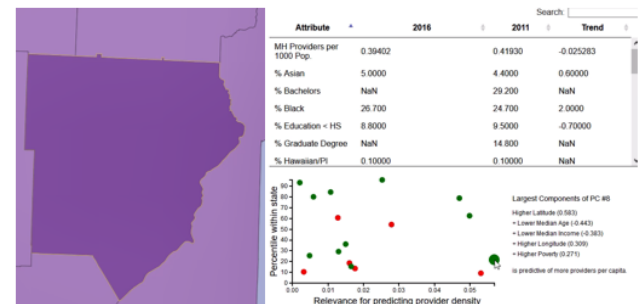 Search:
Attribute 2016 2011 Trend
MH Providers per
1000 Pop. 0.39402 0.41930 -0.025283
% Asian 5.0000 4.4000 0.60000
% Bachelors NaN 29.200 NaN
% Black 26.700 24.700 2.0000
% Education < HS 8.8000 9.5000 -0.70000
% Graduate Degree NaN 14.800 NaN
% Hawaiian/PI 0.10000 0.10000 NaN
Percentile within state
90
80
70
60
50
40
30
20
10
0
0.00 0.01 0.02 0.03 0.04 0.05
Relevance for predicting provider density
Largest Components of PC #6
Higher Latitude (0.583)
+ Lower Median Age (-0.443)
+ Lower Median Income (-0.383)
+ Higher Longitude (0.309)
+ Higher Poverty (0.271)
is predictive of more providers per capita.